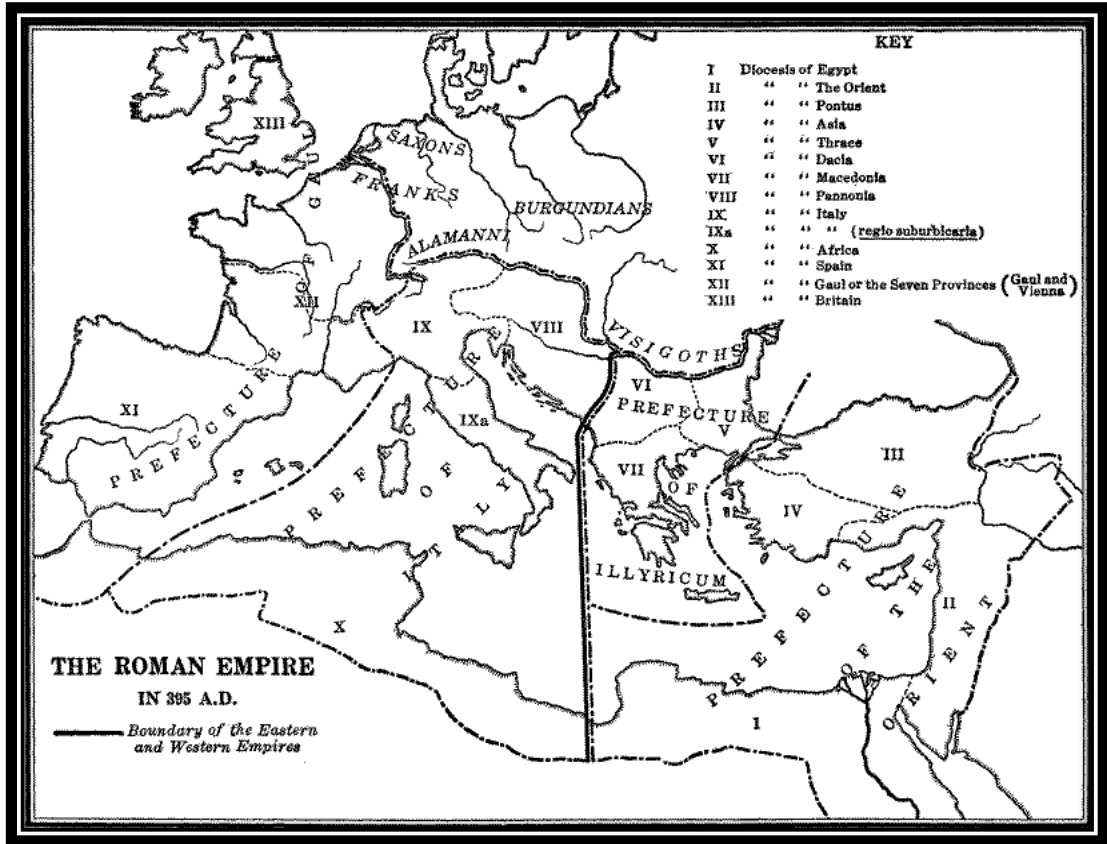 KEY
I Diocesis of Egypt
II " " The Orient
III " " Pontus
IV " " Asia
V " " Thrace
VI " " Dacia
VII " " Macedonia
VIII " " Pannonia
IX " " Italy
IXa " " " (regio suburbicaria)
X " " Africa
XI " " Spain
XII " " Gaul or the Seven Provinces (Gaul and Vienna)
XIII " " Britain
XIII
SAXONS
FRANKS
BURGUNDIANS
ALAMANNI
VISIGOTHS
PREFECTURE OF GAUL
XII
XI
IX
VIII
IXa
PREFECTURE OF ITALY
X
VI
PREFECTURE
V
VII
OF
ILLYRICUM
III
IV
PREFECTURE OF THE ORIENT
II
I
THE ROMAN EMPIRE
IN 395 A.D.
Boundary of the Eastern
and Western Empires